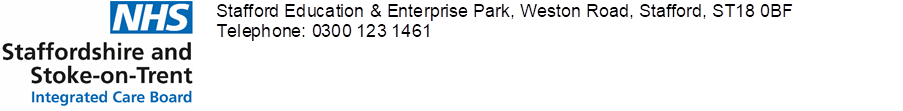 NHS
Staffordshire and
Stoke-on-Trent
Integrated Care Board
Stafford Education & Enterprise Park, Weston Road, Stafford, ST18 0BF
Telephone: 0300 123 1461